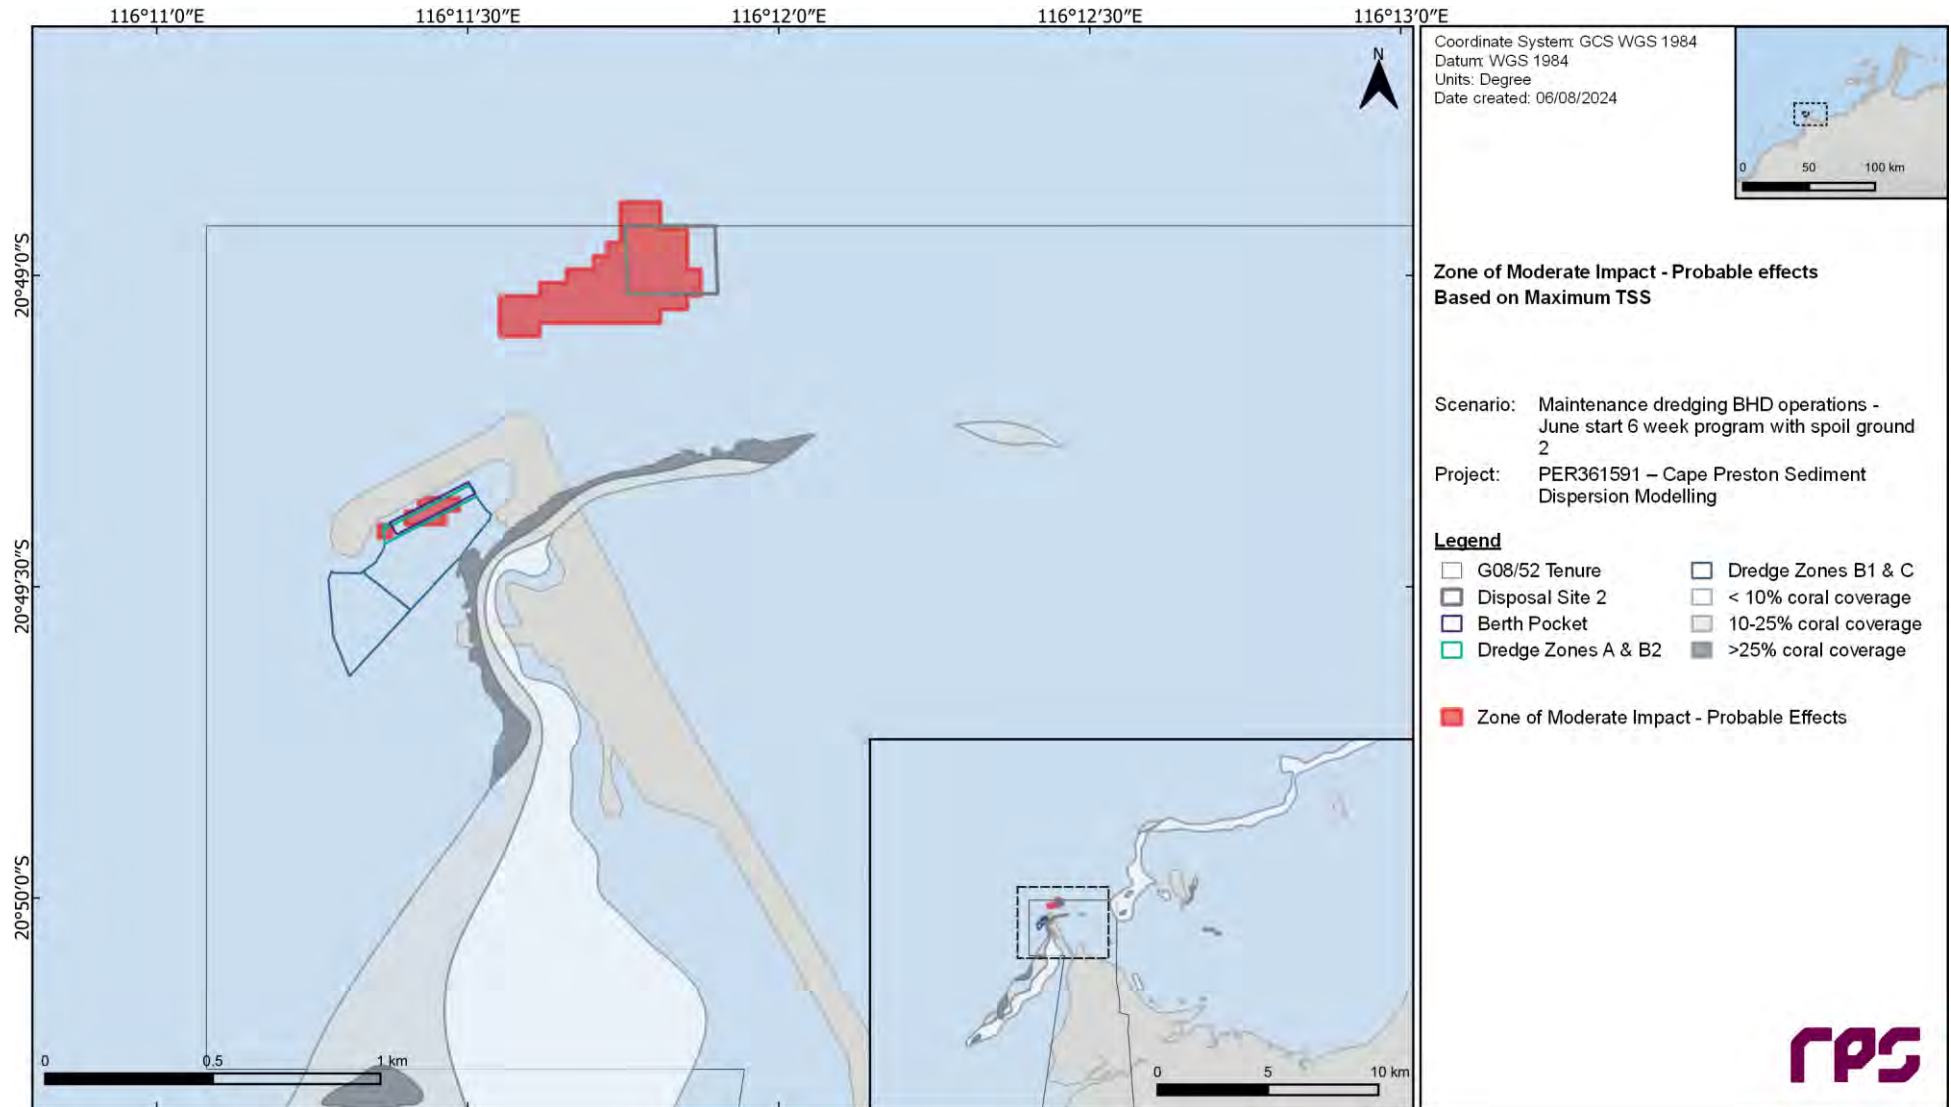 116°11'0"E
116°11'30"E
116°12'0"E
116°12'30"E
116°13'0"E
20°49'0"S
20°49'30"S
20°50'0"S
N
0 0.5 1 km
0 5 10 km
Coordinate System: GCS WGS 1984
Datum: WGS 1984
Units: Degree
Date created: 06/08/2024
0 50 100 km
Zone of Moderate Impact - Probable effects
Based on Maximum TSS
Scenario: Maintenance dredging BHD operations -
June start 6 week program with spoil ground
2
Project: PER361591 – Cape Preston Sediment
Dispersion Modelling
Legend
G08/52 Tenure
Disposal Site 2
Berth Pocket
Dredge Zones A & B2
Dredge Zones B1 & C
< 10% coral coverage
10-25% coral coverage
>25% coral coverage
Zone of Moderate Impact - Probable Effects
rps